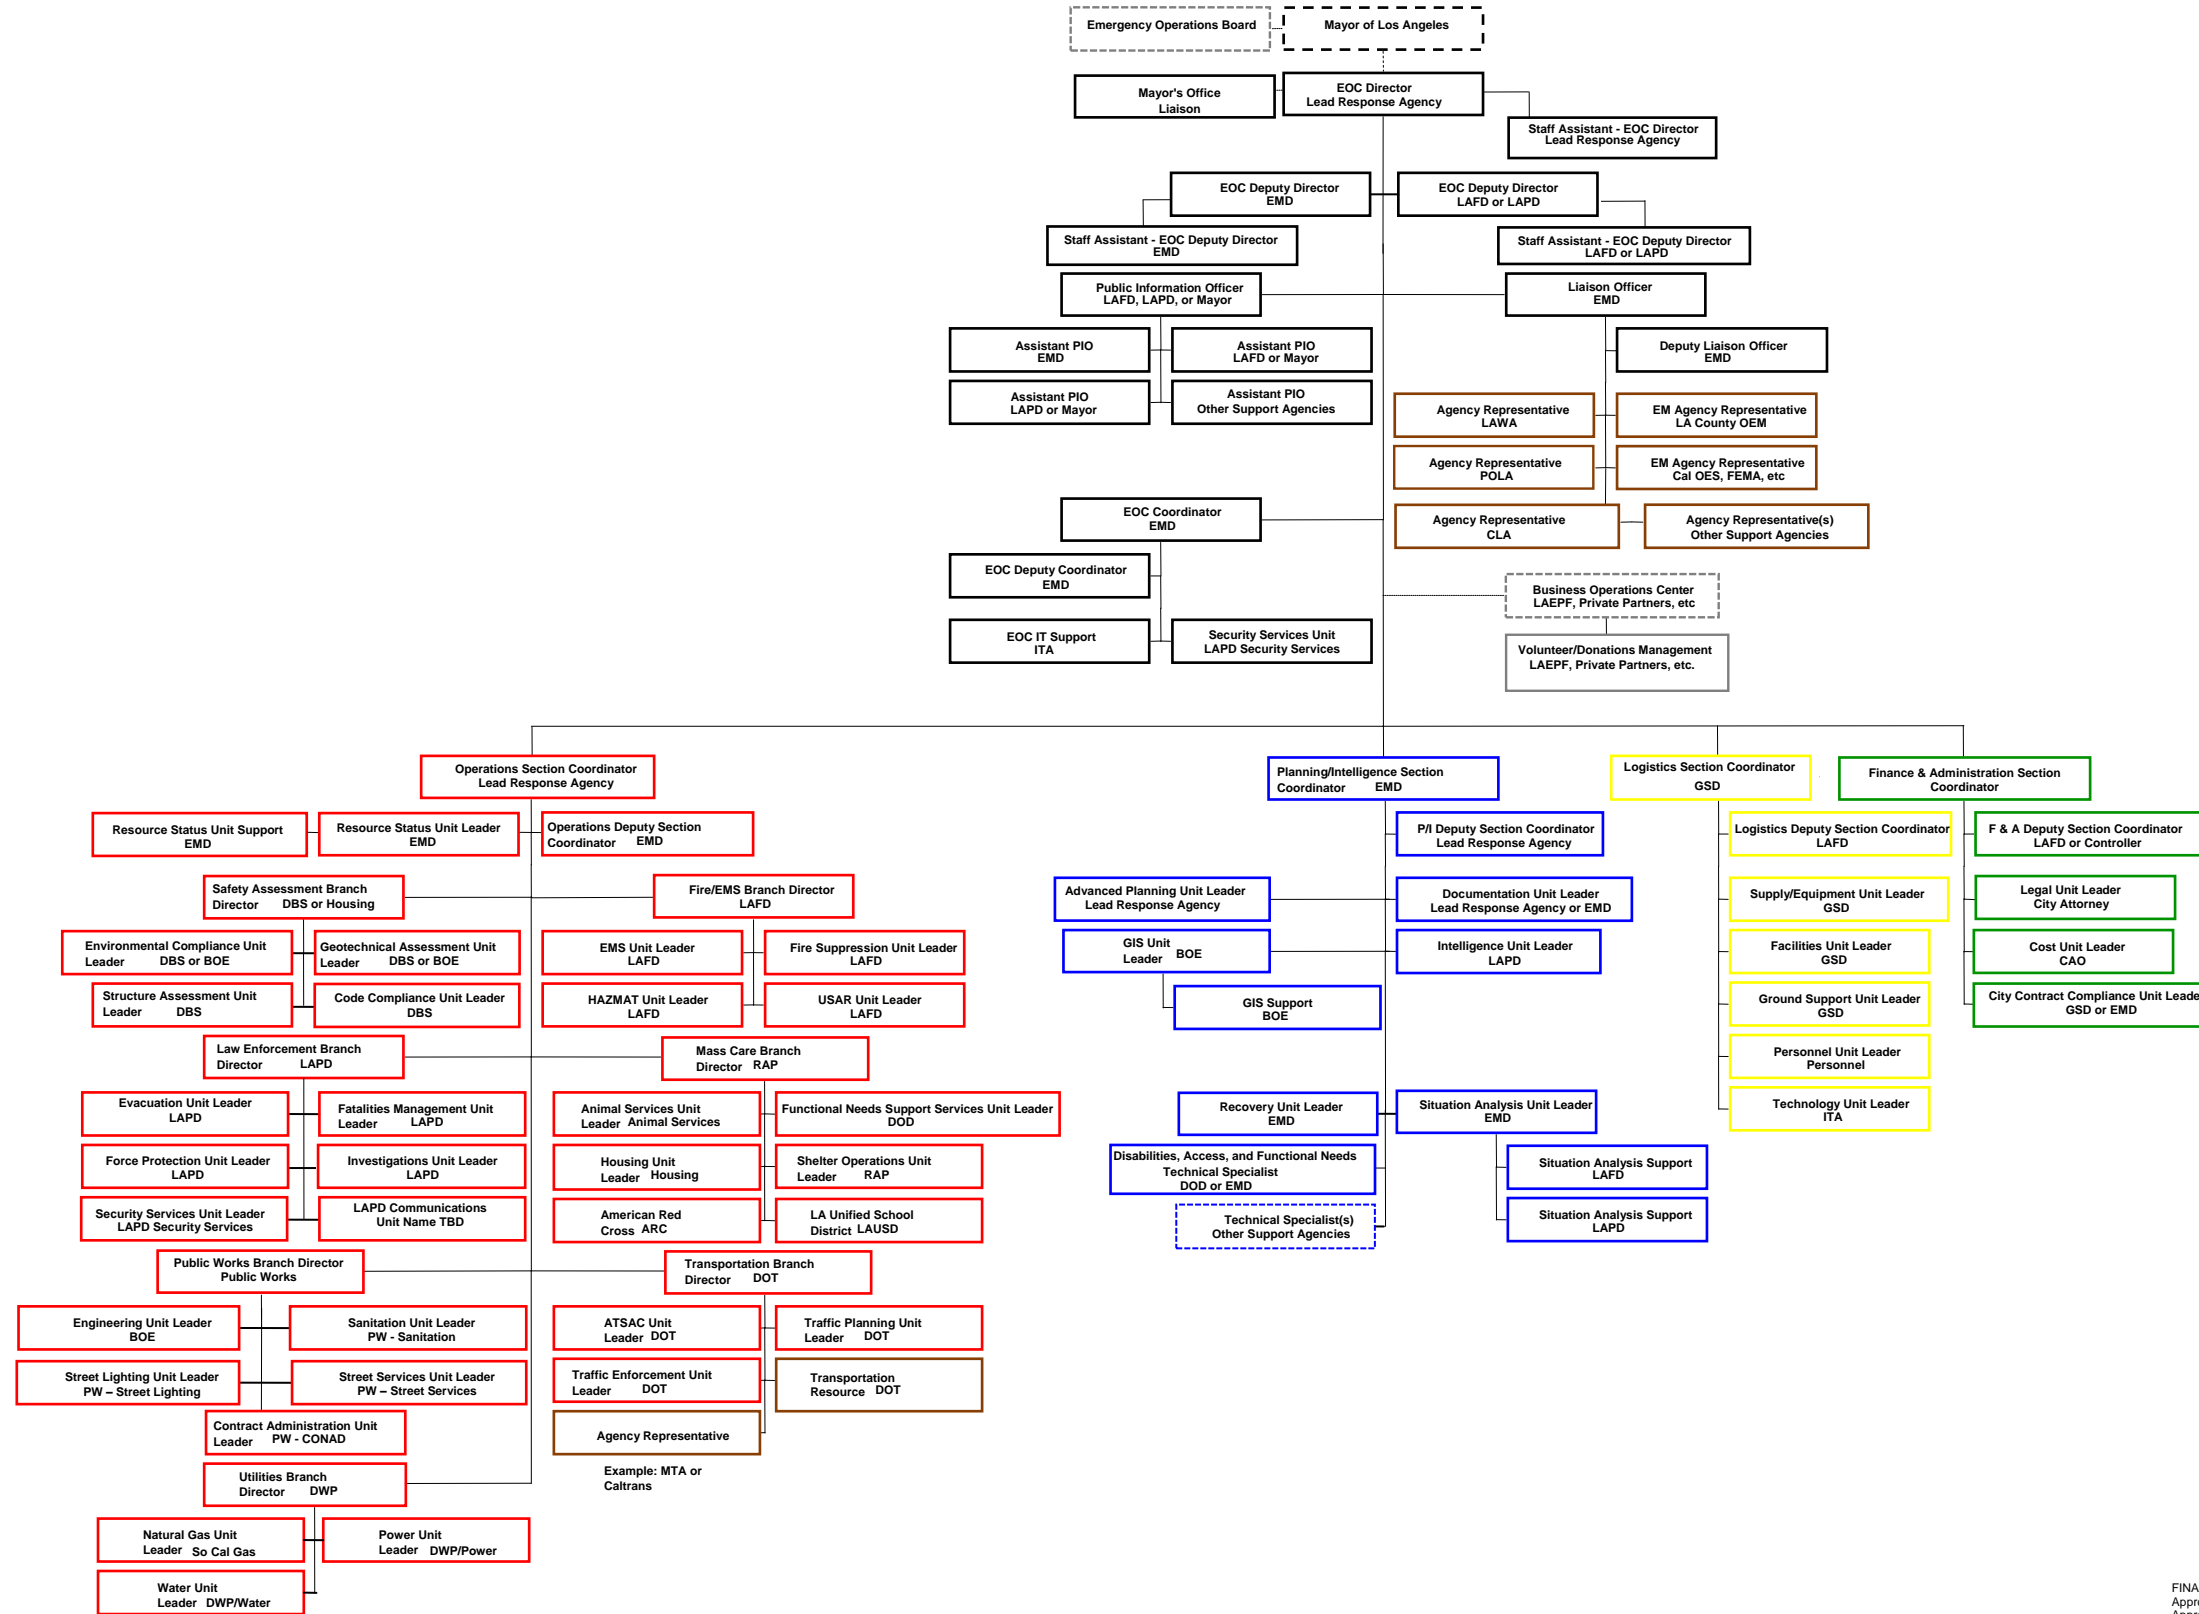 Emergency Operations Board
Mayor of Los Angeles
Mayor's Office
Liaison
EOC Director
Lead Response Agency
Staff Assistant - EOC Director
Lead Response Agency
EOC Deputy Director
EMD
EOC Deputy Director
LAFD or LAPD
Staff Assistant - EOC Deputy Director
EMD
Staff Assistant - EOC Deputy Director
LAFD or LAPD
Public Information Officer
LAFD, LAPD, or Mayor
Liaison Officer
EMD
Assistant PIO
EMD
Assistant PIO
LAFD or Mayor
Deputy Liaison Officer
EMD
Assistant PIO
LAPD or Mayor
Assistant PIO
Other Support Agencies
Agency Representative
LAWA
EM Agency Representative
LA County OEM
Agency Representative
POLA
EM Agency Representative
Cal OES, FEMA, etc
EOC Coordinator
EMD
Agency Representative
CLA
Agency Representative(s)
Other Support Agencies
EOC Deputy Coordinator
EMD
Business Operations Center
LAEPF, Private Partners, etc
EOC IT Support
ITA
Security Services Unit
LAPD Security Services
Volunteer/Donations Management
LAEPF, Private Partners, etc.
Operations Section Coordinator
Lead Response Agency
Planning/Intelligence Section
Coordinator EMD
Logistics Section Coordinator
GSD
Finance & Administration Section
Coordinator
Resource Status Unit Support
EMD
Resource Status Unit Leader
EMD
Operations Deputy Section
Coordinator EMD
P/I Deputy Section Coordinator
Lead Response Agency
Logistics Deputy Section Coordinator
LAFD
F & A Deputy Section Coordinator
LAFD or Controller
Safety Assessment Branch
Director DBS or Housing
Fire/EMS Branch Director
LAFD
Advanced Planning Unit Leader
Lead Response Agency
Documentation Unit Leader
Lead Response Agency or EMD
Supply/Equipment Unit Leader
GSD
Legal Unit Leader
City Attorney
Environmental Compliance Unit
Leader DBS or BOE
Geotechnical Assessment Unit
Leader DBS or BOE
EMS Unit Leader
LAFD
Fire Suppression Unit Leader
LAFD
GIS Unit
Leader BOE
Intelligence Unit Leader
LAPD
Facilities Unit Leader
GSD
Cost Unit Leader
CAO
Structure Assessment Unit
Leader DBS
Code Compliance Unit Leader
DBS
HAZMAT Unit Leader
LAFD
USAR Unit Leader
LAFD
GIS Support
BOE
Ground Support Unit Leader
GSD
City Contract Compliance Unit Leade
GSD or EMD
Law Enforcement Branch
Director LAPD
Mass Care Branch
Director RAP
Personnel Unit Leader
Personnel
Evacuation Unit Leader
LAPD
Fatalities Management Unit
Leader LAPD
Animal Services Unit
Leader Animal Services
Functional Needs Support Services Unit Leader
DOD
Recovery Unit Leader
EMD
Situation Analysis Unit Leader
EMD
Technology Unit Leader
ITA
Force Protection Unit Leader
LAPD
Investigations Unit Leader
LAPD
Housing Unit
Leader Housing
Shelter Operations Unit
Leader RAP
Disabilities, Access, and Functional Needs
Technical Specialist
DOD or EMD
Situation Analysis Support
LAFD
Security Services Unit Leader
LAPD Security Services
LAPD Communications
Unit Name TBD
American Red
Cross ARC
LA Unified School
District LAUSD
Technical Specialist(s)
Other Support Agencies
Situation Analysis Support
LAPD
Public Works Branch Director
Public Works
Transportation Branch
Director DOT
Engineering Unit Leader
BOE
Sanitation Unit Leader
PW - Sanitation
ATSAC Unit
Leader DOT
Traffic Planning Unit
Leader DOT
Street Lighting Unit Leader
PW – Street Lighting
Street Services Unit Leader
PW – Street Services
Traffic Enforcement Unit
Leader DOT
Transportation
Resource DOT
Contract Administration Unit
Leader PW - CONAD
Agency Representative
Example: MTA or
Caltrans
Utilities Branch
Director DWP
Natural Gas Unit
Leader So Cal Gas
Power Unit
Leader DWP/Power
Water Unit
Leader DWP/Water
FINA
Appr